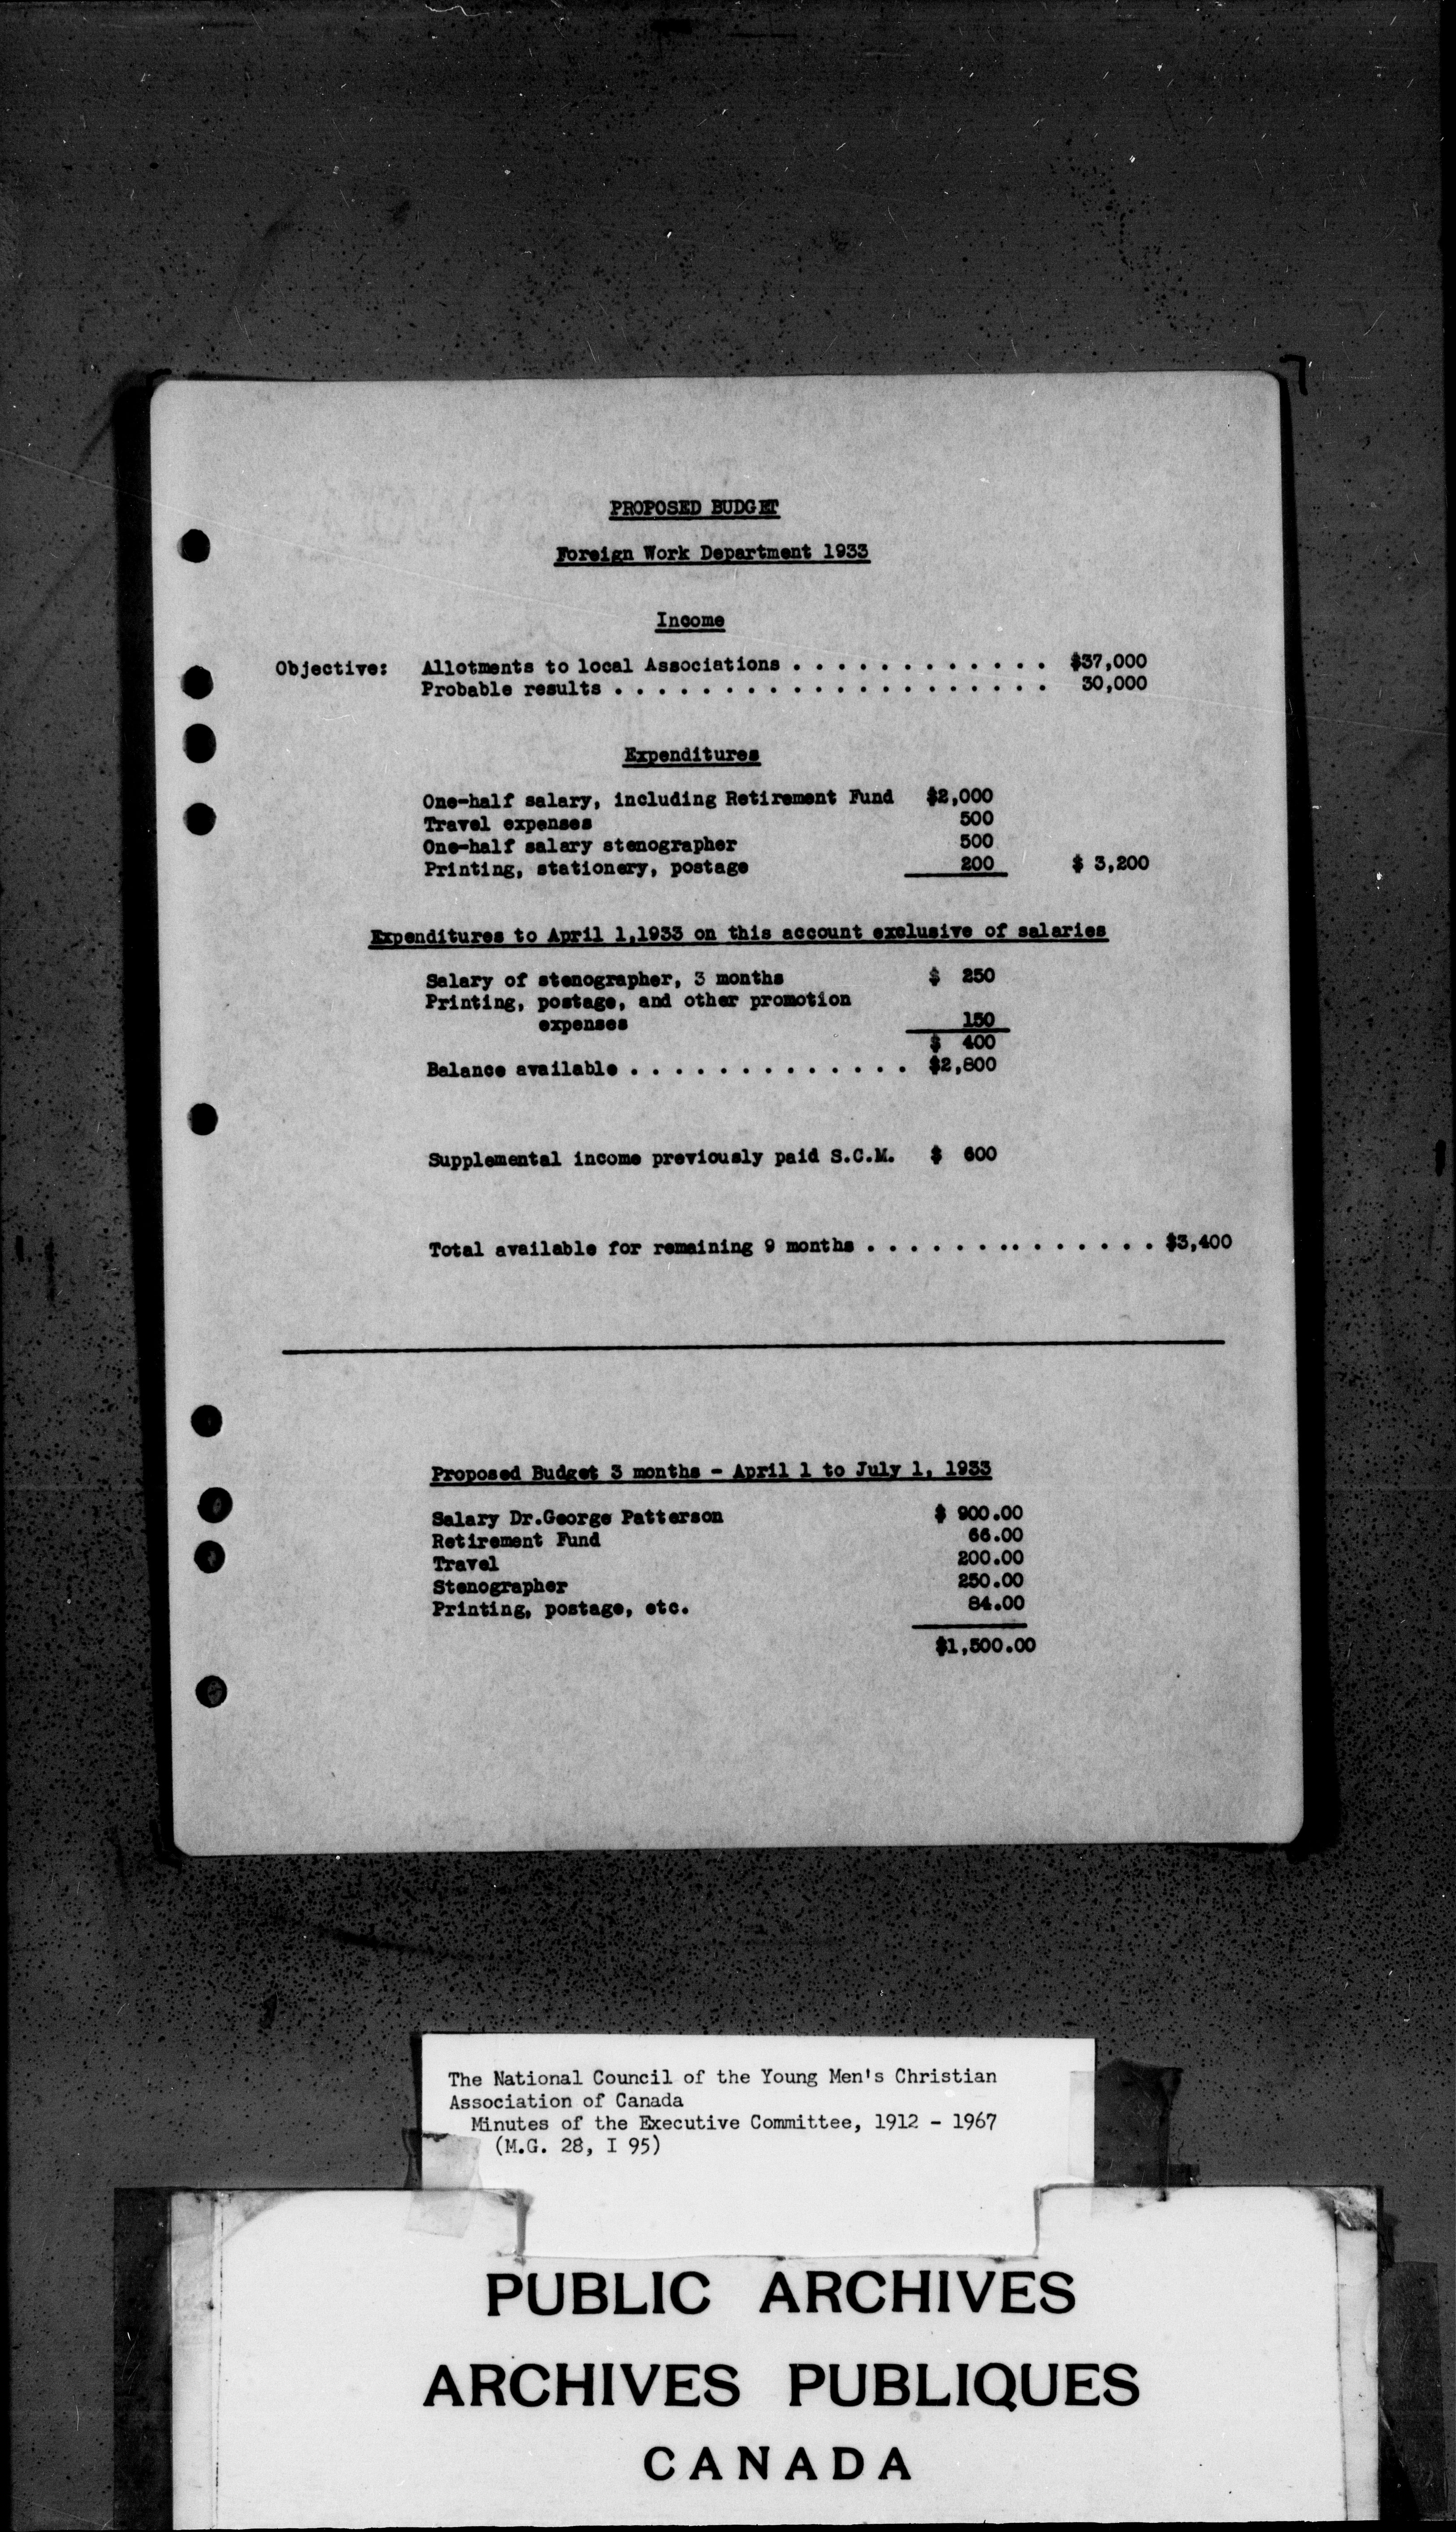 PROPOSED BUDGET
Foreign Work Department 1933
Income
Objective: Allotments to local Associations . . . . . . . . . . . . $37,000
Probable results . . . . . . . . . . . . . . . . . . . 30,000
Expenditures
One-half salary, including Retirement Fund $2,000
Travel expenses 500
One-half salary stenographer 500
Printing, stationery, postage 200 $ 3,200
Expenditures to April 1,1933 on this account exclusive of salaries
Salary of stenographer, 3 months $ 250
Printing, postage, and other promotion
expenses 150
$ 400
Balance available . . . . . . . . . . . . . $2,800
Supplemental income previously paid S.C.M. $ 600
Total available for remaining 9 months . . . . . . .. . . . . . . $3,400
Proposed Budget 3 months - April 1 to July 1, 1933
Salary Dr.George Patterson $ 900.00
Retirement Fund 66.00
Travel 200.00
Stenographer 250.00
Printing, postage, etc. 84.00
$1,500.00
The National Council of the Young Men's Christian
Association of Canada
Minutes of the Executive Committee, 1912 - 1967
(M.G. 28, I 95)
PUBLIC ARCHIVES
ARCHIVES PUBLIQUES
CANADA